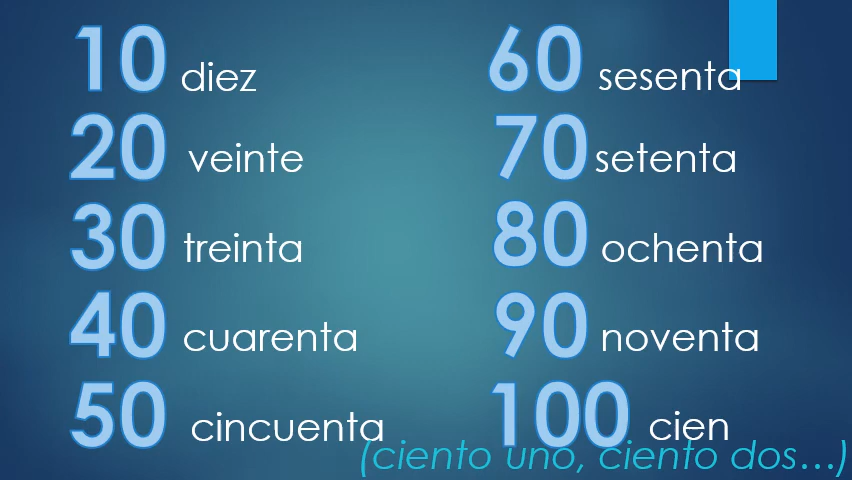 10 diez
20 veinte
30 treinta
40 cuarenta
50 cincuenta
60 sesenta
70 setenta
80 ochenta
90 noventa
100 cien
(ciento uno, ciento dos…)